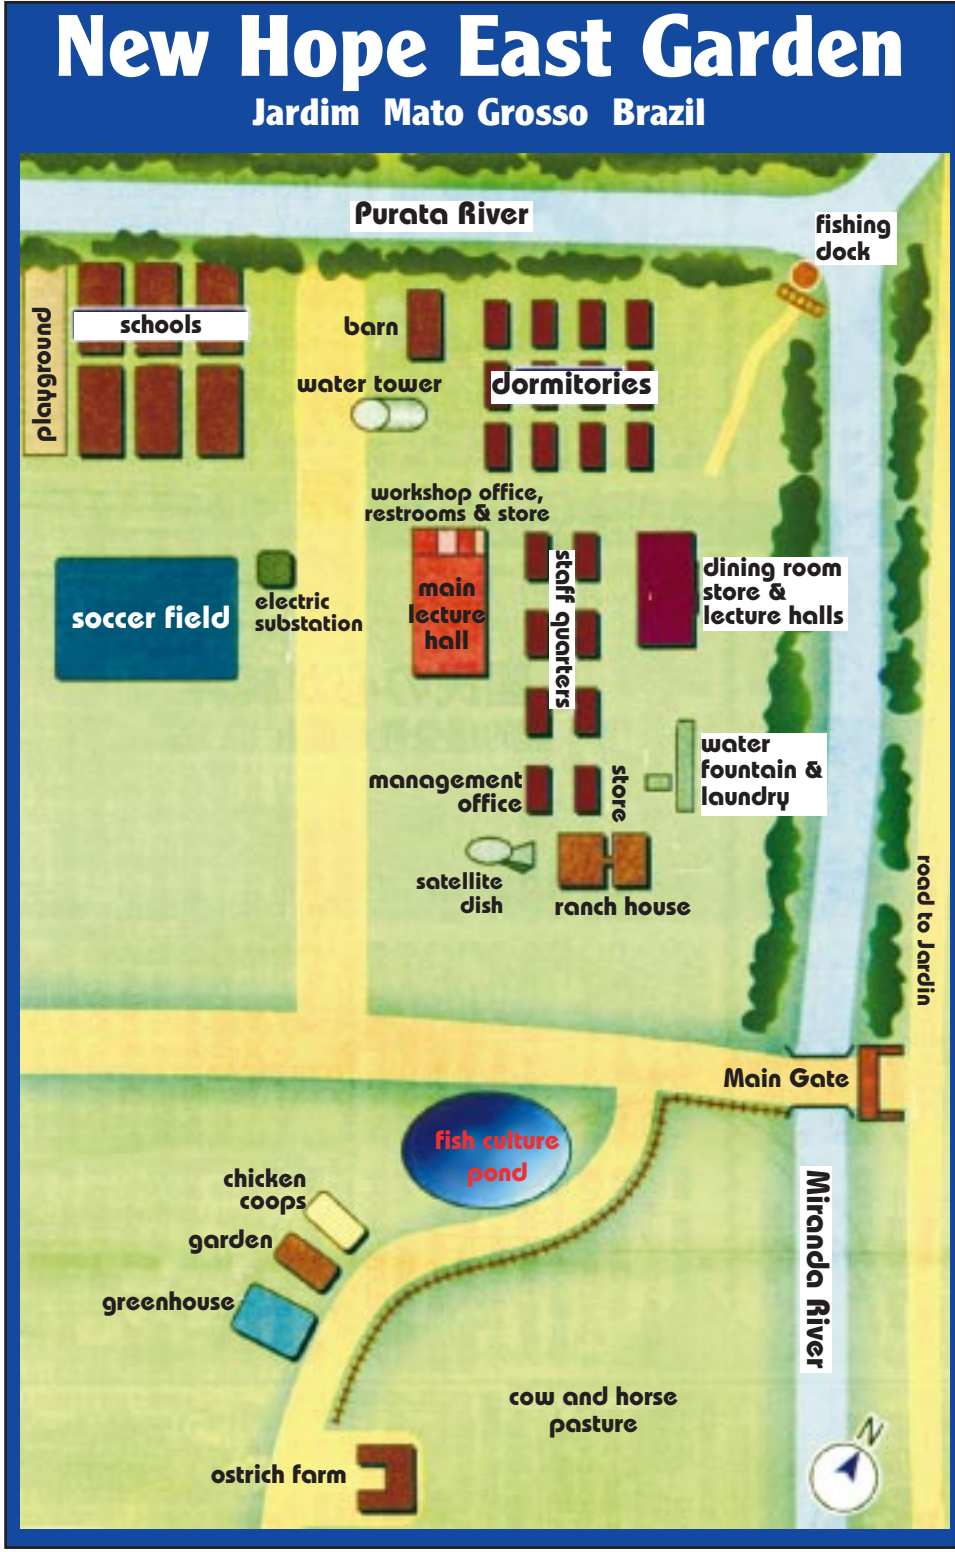 New Hope East Garden
Jardim Mato Grosso Brazil
Purata River
fishing
dock
playground
schools
barn
water tower
dormitories
workshop office,
restrooms & store
soccer field
electric
substation
main
lecture
hall
staff quarters
dining room
store &
lecture halls
management
office
store
water
fountain &
laundry
satellite
dish
ranch house
road to Jardin
Main Gate
fish culture
pond
chicken
coops
garden
greenhouse
Miranda River
cow and horse
pasture
ostrich farm
N